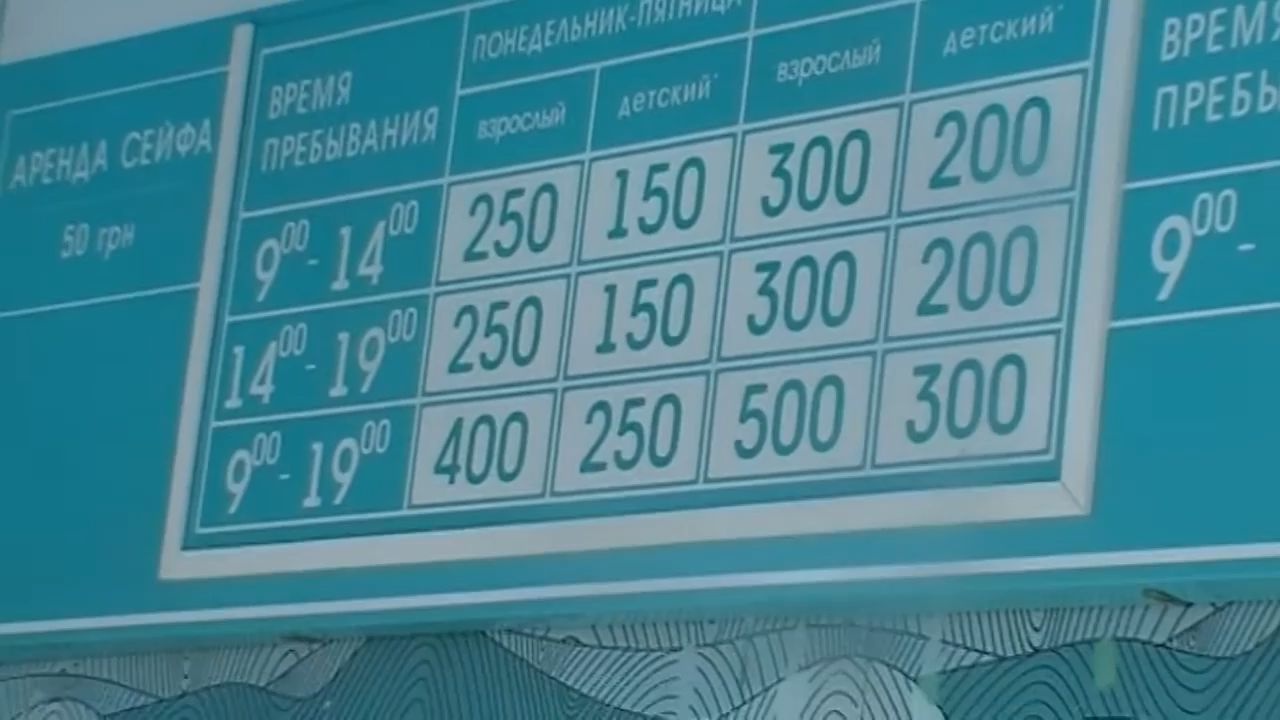 АРЕНДА СЕЙФА
50 грн
ВРЕМЯ
ПРЕБЫВАНИЯ
ПОНЕДЕЛЬНИК-ПЯТНИЦА
взрослый детский* взрослый детский*
9⁰⁰ - 14⁰⁰ 250 150 300 200
14⁰⁰ - 19⁰⁰ 250 150 300 200
9⁰⁰ - 19⁰⁰ 400 250 500 300
ВРЕМЯ
ПРЕБЫ
9⁰⁰ -